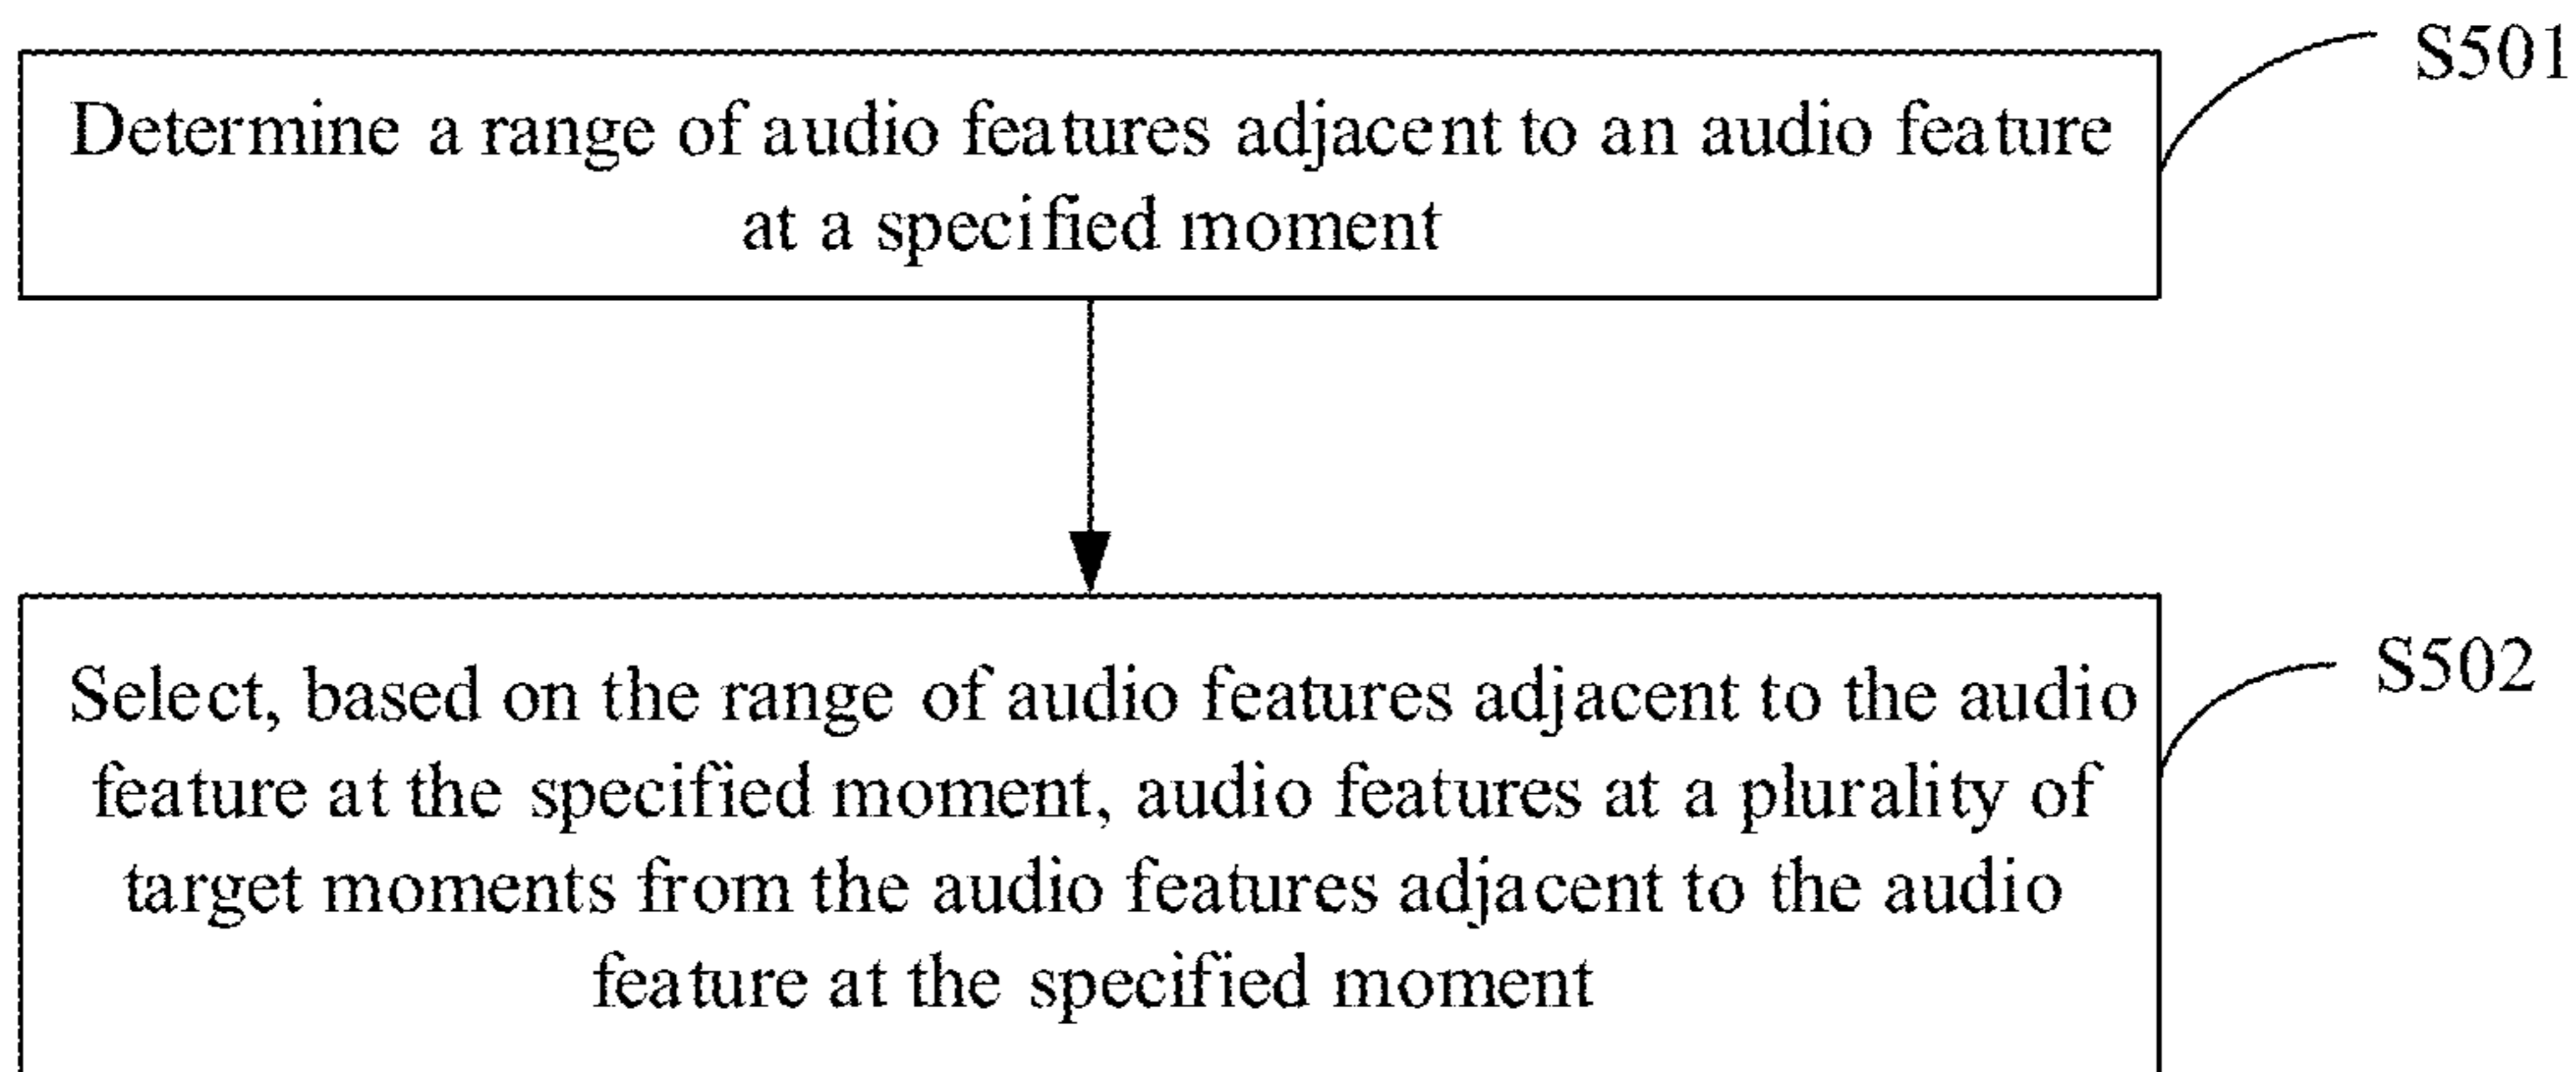 S501
Determine a range of audio features adjacent to an audio feature
at a specified moment
S502
Select, based on the range of audio features adjacent to the audio
feature at the specified moment, audio features at a plurality of
target moments from the audio features adjacent to the audio
feature at the specified moment